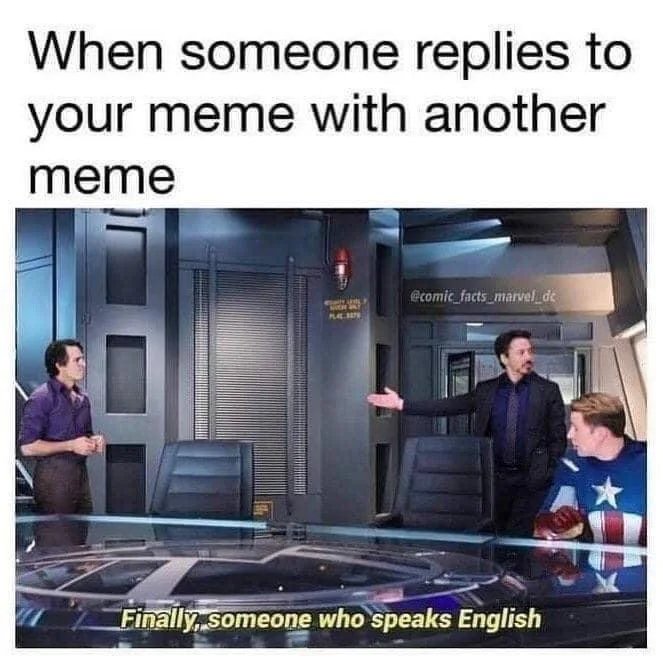 When someone replies to
your meme with another
meme
@comic_facts_marvel_dc
Finally, someone who speaks English